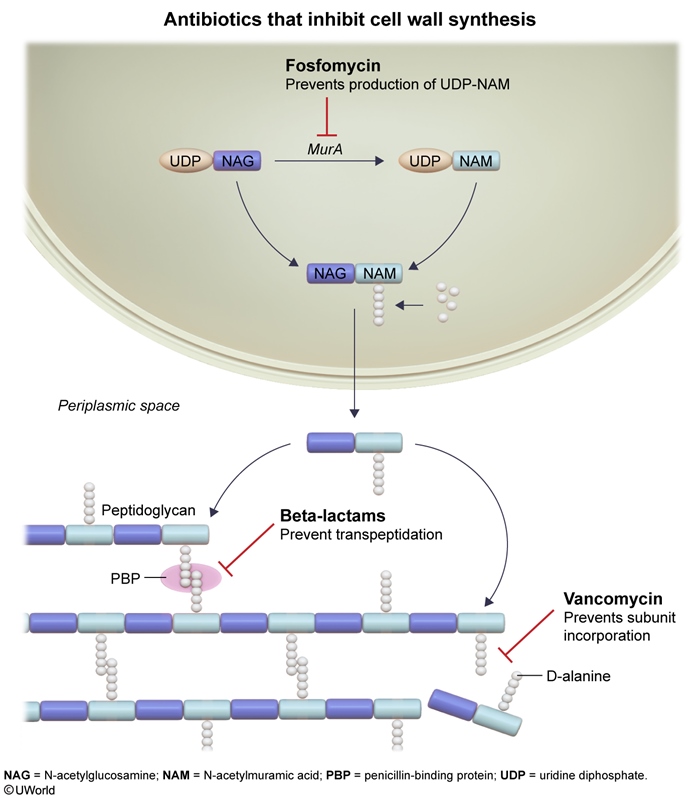 Antibiotics that inhibit cell wall synthesis
Fosfomycin
Prevents production of UDP-NAM
UDP NAG
MurA
UDP NAM
NAG NAM
Periplasmic space
Peptidoglycan
Beta-lactams
Prevent transpeptidation
PBP
Vancomycin
Prevents subunit
incorporation
D-alanine
NAG = N-acetylglucosamine; NAM = N-acetylmuramic acid; PBP = penicillin-binding protein; UDP = uridine diphosphate.
©UWorld